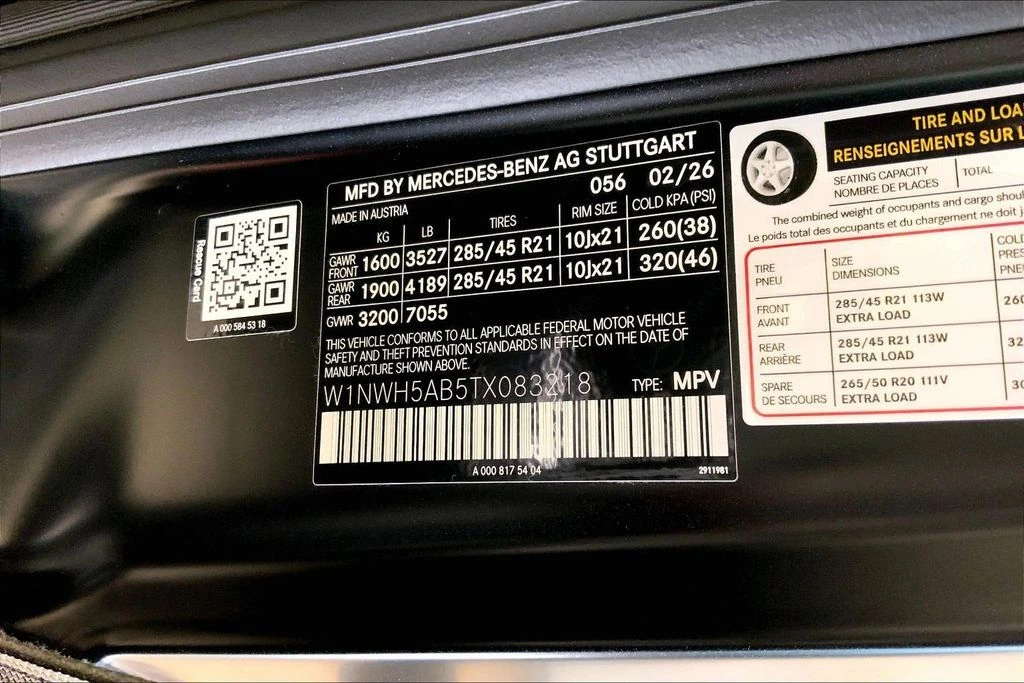 Rescue Card
A 000 584 53 18
MFD BY MERCEDES-BENZ AG STUTTGART
056 02/26
MADE IN AUSTRIA
KG LB TIRES RIM SIZE COLD KPA (PSI)
GAWR FRONT 1600 3527 285/45 R21 10Jx21 260(38)
GAWR REAR 1900 4189 285/45 R21 10Jx21 320(46)
GVWR 3200 7055
THIS VEHICLE CONFORMS TO ALL APPLICABLE FEDERAL MOTOR VEHICLE
SAFETY AND THEFT PREVENTION STANDARDS IN EFFECT ON THE DATE OF
MANUFACTURE SHOWN ABOVE.
W1NWH5AB5TX083218 TYPE: MPV
A 000 817 54 04
2911981
TIRE AND LOA
RENSEIGNEMENTS SUR L
SEATING CAPACITY
NOMBRE DE PLACES
TOTAL
The combined weight of occupants and cargo shoul
Le poids total des occupants et du chargement ne doit j
TIRE SIZE COLD
PNEU DIMENSIONS PRES
PNE
FRONT 285/45 R21 113W 260
AVANT EXTRA LOAD
REAR 285/45 R21 113W 32
ARRIÈRE EXTRA LOAD
SPARE 265/50 R20 111V 30
DE SECOURS EXTRA LOAD